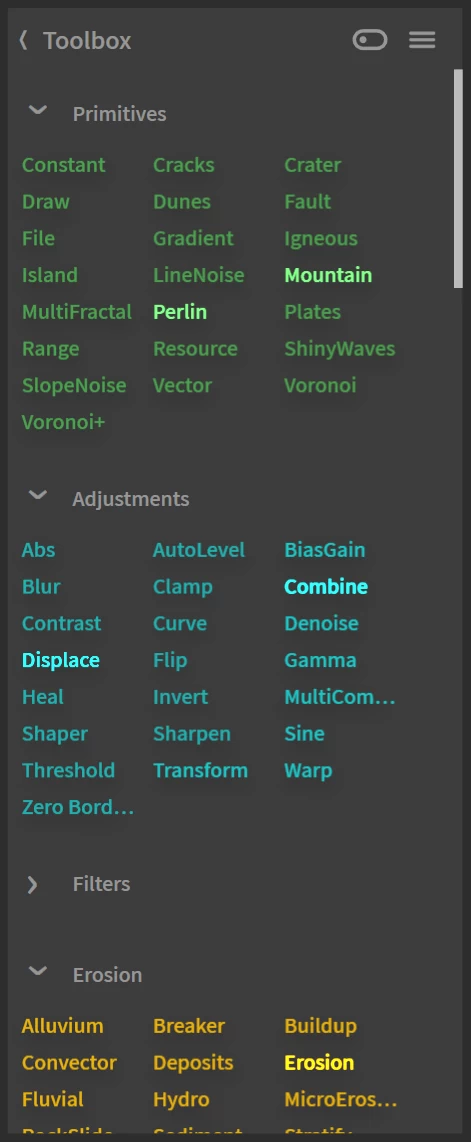 Toolbox
Primitives
Constant Cracks Crater
Draw Dunes Fault
File Gradient Igneous
Island LineNoise Mountain
MultiFractal Perlin Plates
Range Resource ShinyWaves
SlopeNoise Vector Voronoi
Voronoi+
Adjustments
Abs AutoLevel BiasGain
Blur Clamp Combine
Contrast Curve Denoise
Displace Flip Gamma
Heal Invert MultiCom...
Shaper Sharpen Sine
Threshold Transform Warp
Zero Bord...
Filters
Erosion
Alluvium Breaker Buildup
Convector Deposits Erosion
Fluvial Hydro MicroEros...
RockSlide Sediment Stratify